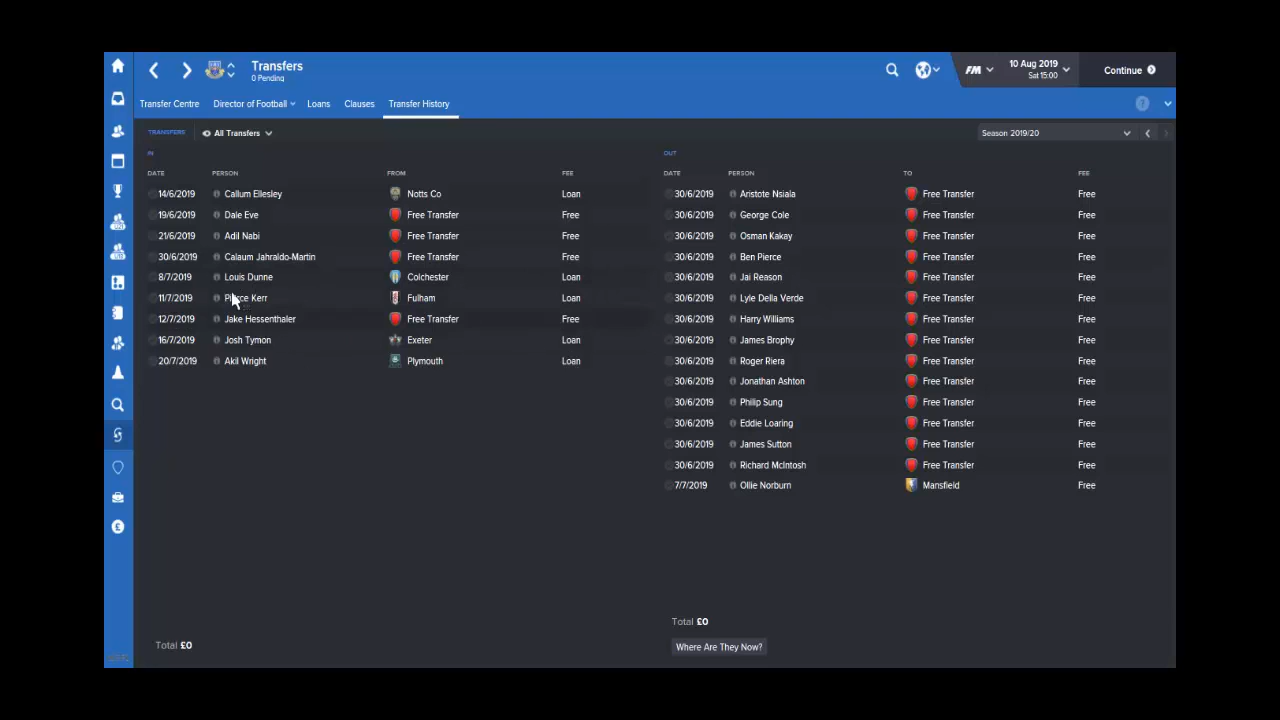 Transfers
0 Pending
FM
10 Aug 2019
Sat 15:00
Continue
Transfer Centre Director of Football Loans Clauses Transfer History
TRANSFERS All Transfers Season 2019/20
IN
DATE PERSON FROM FEE
14/6/2019 Callum Ellesley Notts Co Loan
19/6/2019 Dale Eve Free Transfer Free
21/6/2019 Adil Nabi Free Transfer Free
30/6/2019 Calaum Jahraldo-Martin Free Transfer Free
8/7/2019 Louis Dunne Colchester Loan
11/7/2019 Kerr Fulham Loan
12/7/2019 Jake Hessenthaler Free Transfer Free
16/7/2019 Josh Tymon Exeter Loan
20/7/2019 Akil Wright Plymouth Loan
Total £0
OUT
DATE PERSON TO FEE
30/6/2019 Aristote Nsiala Free Transfer Free
30/6/2019 George Cole Free Transfer Free
30/6/2019 Osman Kakay Free Transfer Free
30/6/2019 Ben Pierce Free Transfer Free
30/6/2019 Jai Reason Free Transfer Free
30/6/2019 Lyle Della Verde Free Transfer Free
30/6/2019 Harry Williams Free Transfer Free
30/6/2019 James Brophy Free Transfer Free
30/6/2019 Roger Riera Free Transfer Free
30/6/2019 Jonathan Ashton Free Transfer Free
30/6/2019 Philip Sung Free Transfer Free
30/6/2019 Eddie Loaring Free Transfer Free
30/6/2019 James Sutton Free Transfer Free
30/6/2019 Richard McIntosh Free Transfer Free
7/7/2019 Ollie Norburn Mansfield Free
Total £0
Where Are They Now?